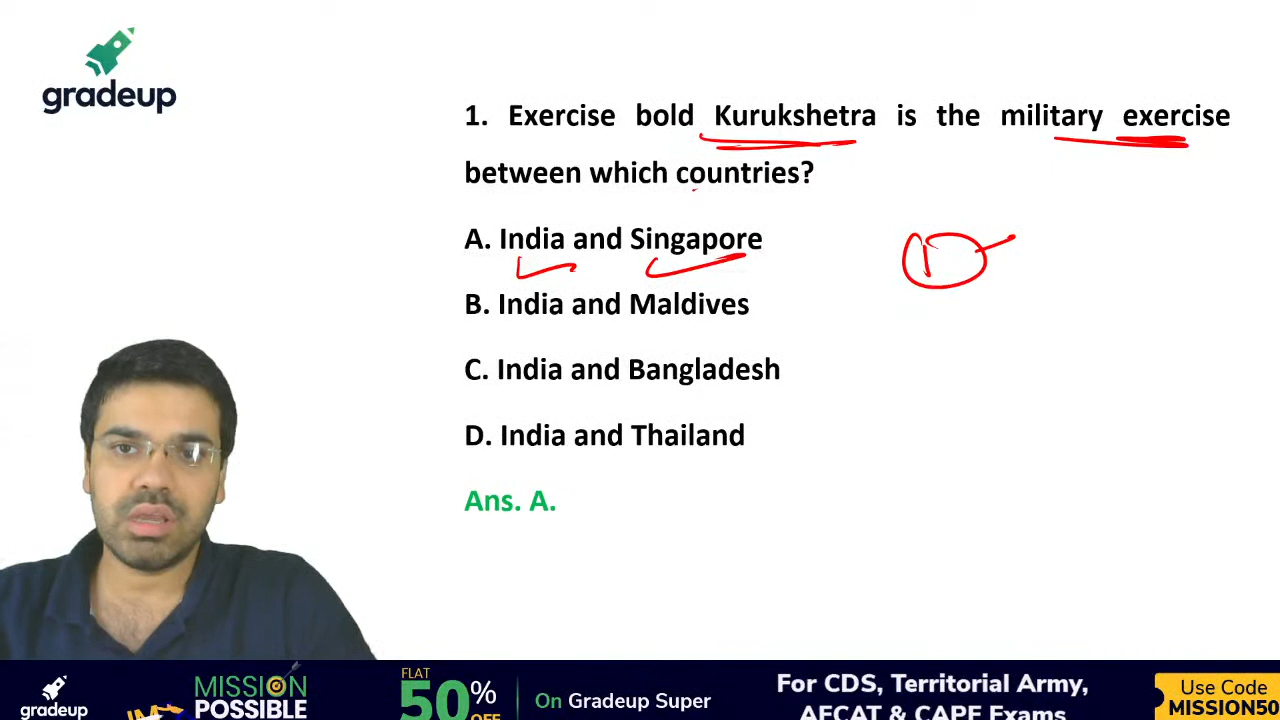 gradeup
1. Exercise bold Kurukshetra is the military exercise
between which countries?
A. India and Singapore
B. India and Maldives
C. India and Bangladesh
D. India and Thailand
Ans. A.
gradeup
MISSION
POSSIBLE
FLAT
50%
OFF
On Gradeup Super
For CDS, Territorial Army,
AFCAT & CAPF Exams
Use Code
MISSION50